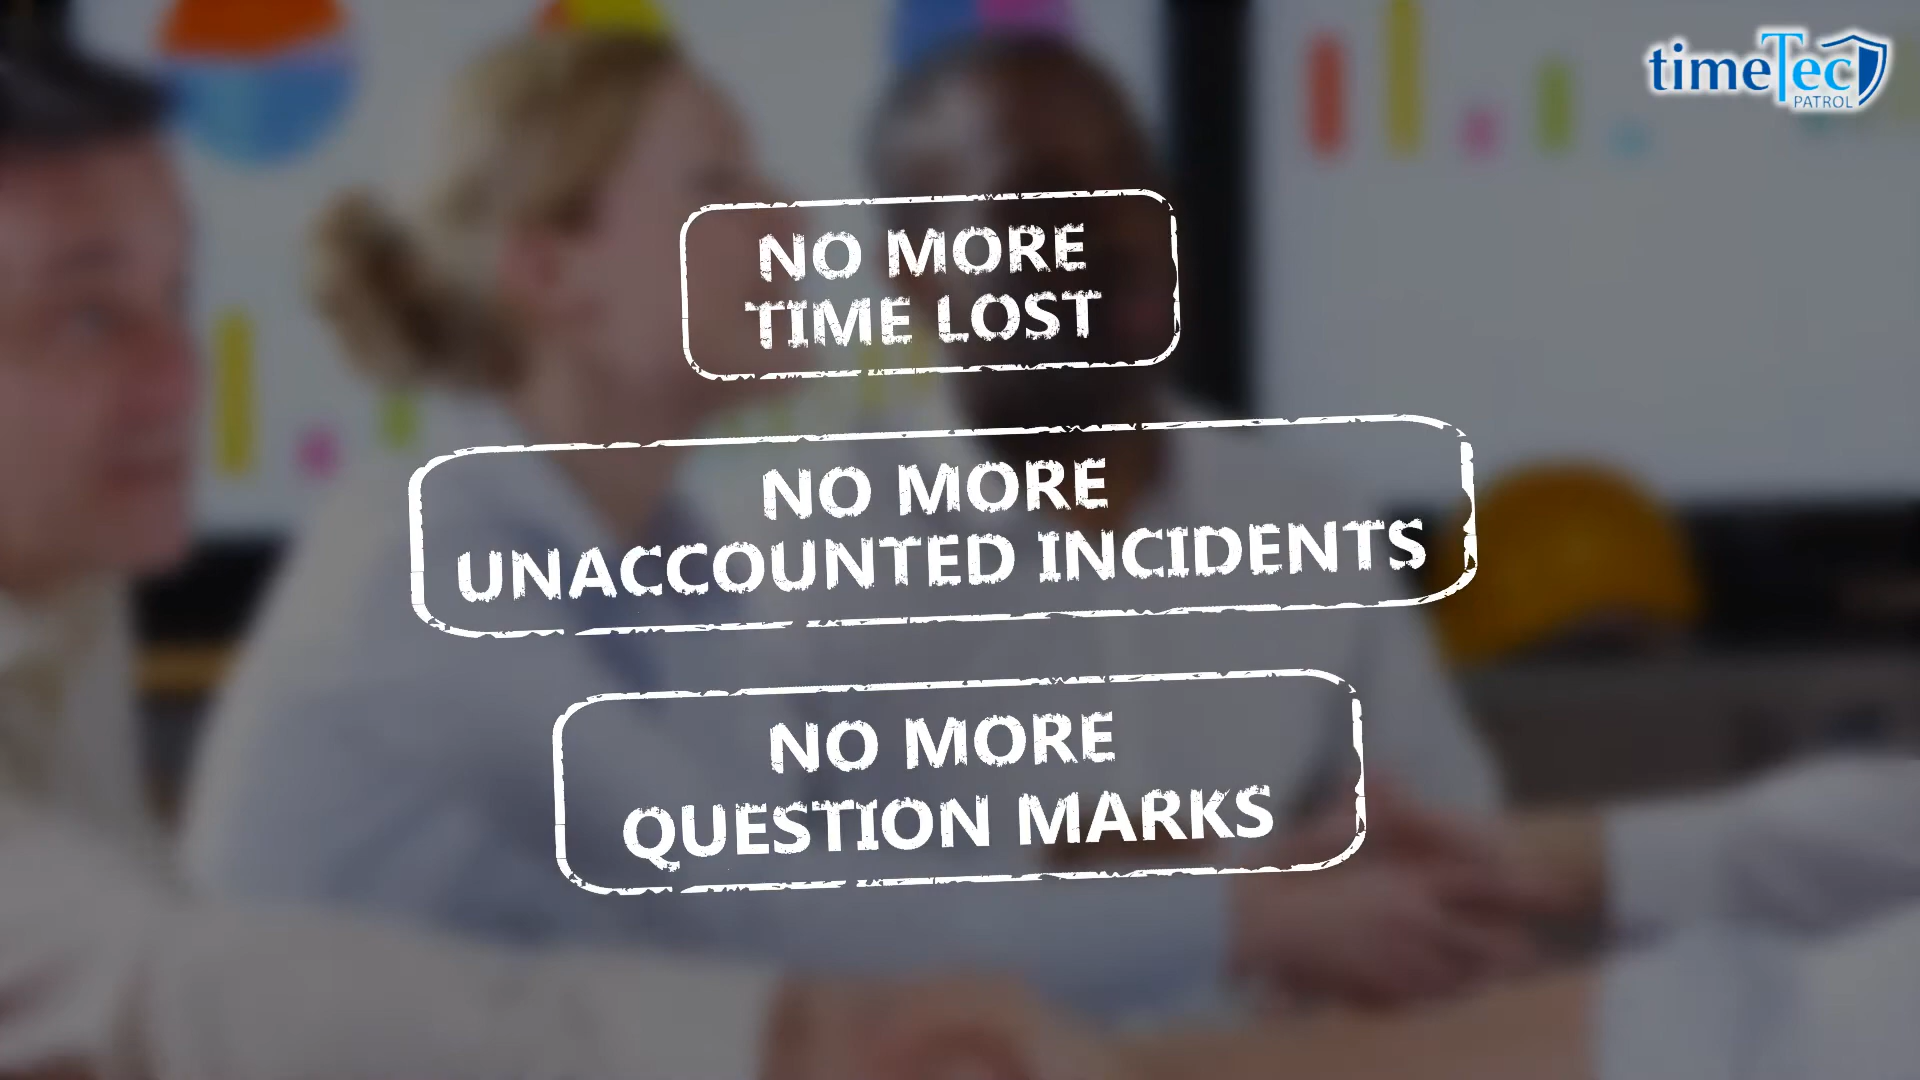 timeTec
PATROL
NO MORE
TIME LOST
NO MORE
UNACCOUNTED INCIDENTS
NO MORE
QUESTION MARKS